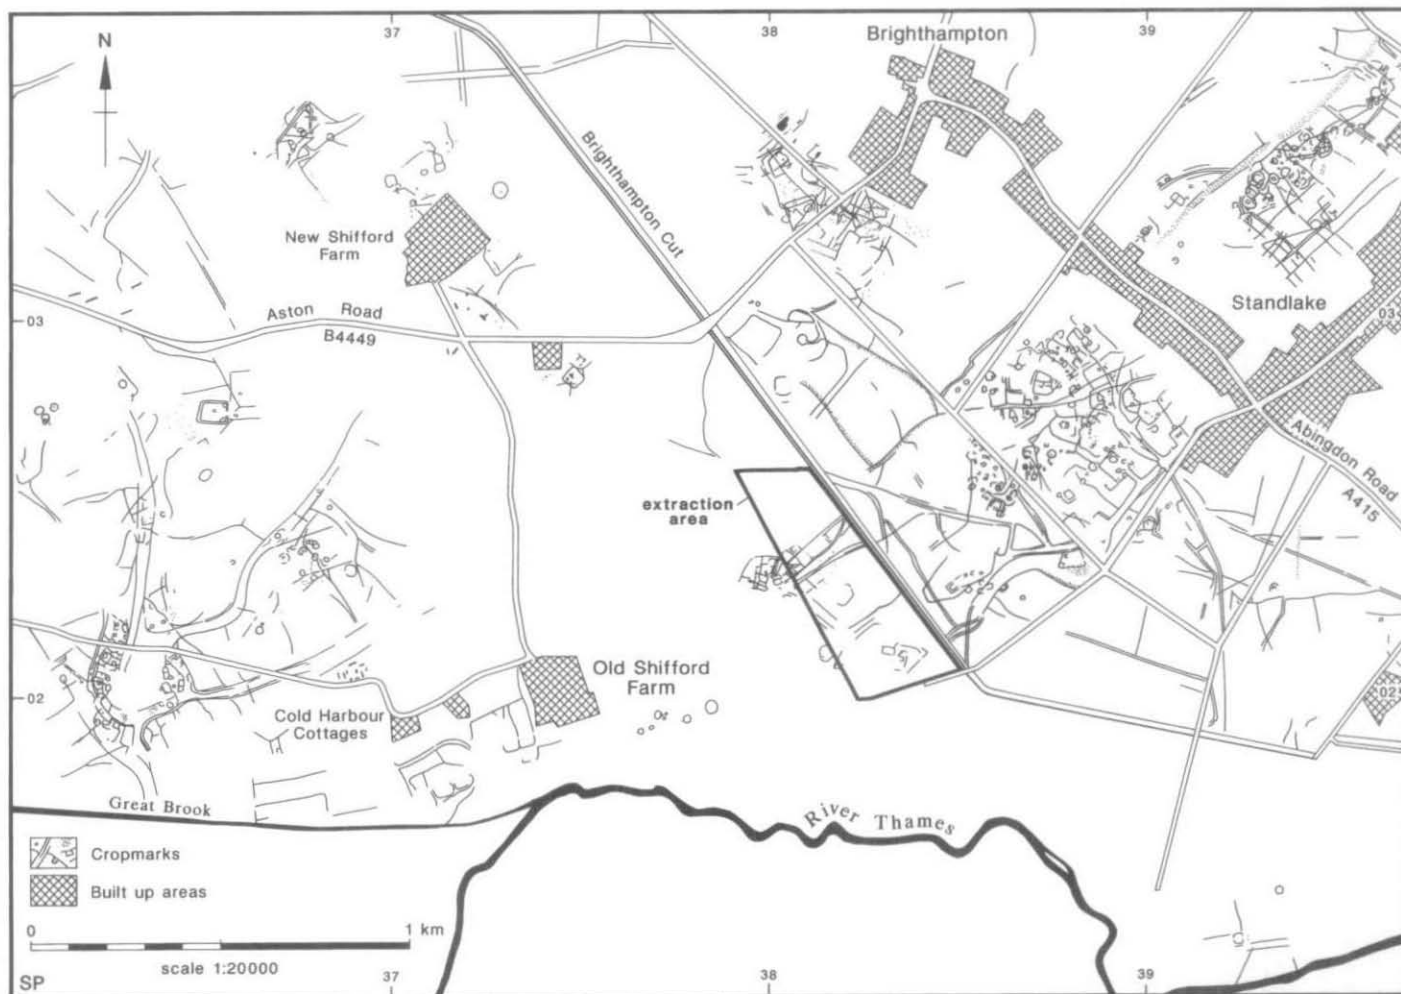 37
38
39
N
Brighthampton
Brighthampton Cut
New Shifford
Farm
Standlake
03
Aston Road
B4449
03
Abingdon Road
A415
extraction
area
Old Shifford
Farm
02
02
Cold Harbour
Cottages
Great Brook
River Thames
Cropmarks
Built up areas
0
1 km
scale 1:20000
SP
37
38
39